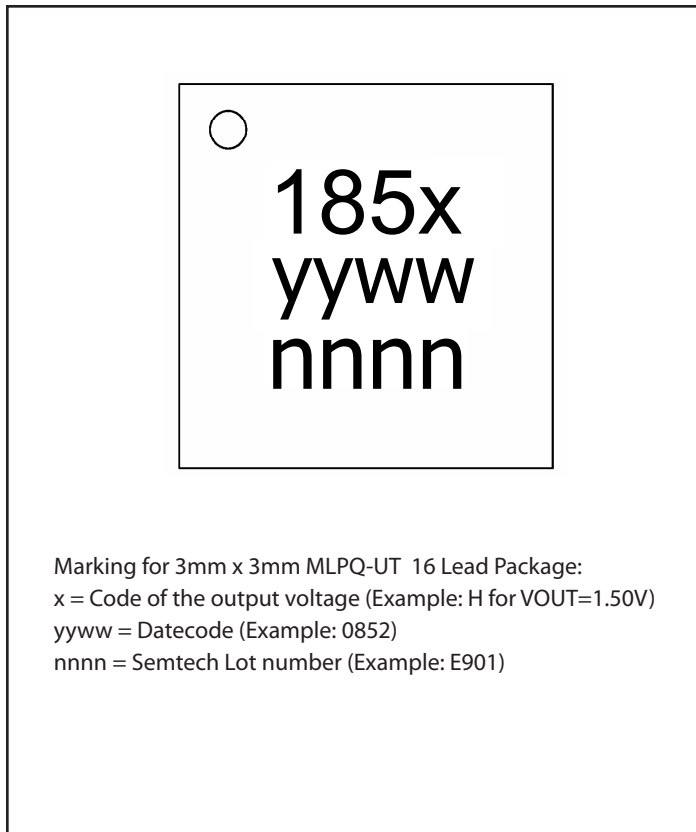 185x
yyww
nnnn
Marking for 3mm x 3mm MLPQ-UT 16 Lead Package:
x = Code of the output voltage (Example: H for VOUT=1.50V)
yyww = Datecode (Example: 0852)
nnnn = Semtech Lot number (Example: E901)